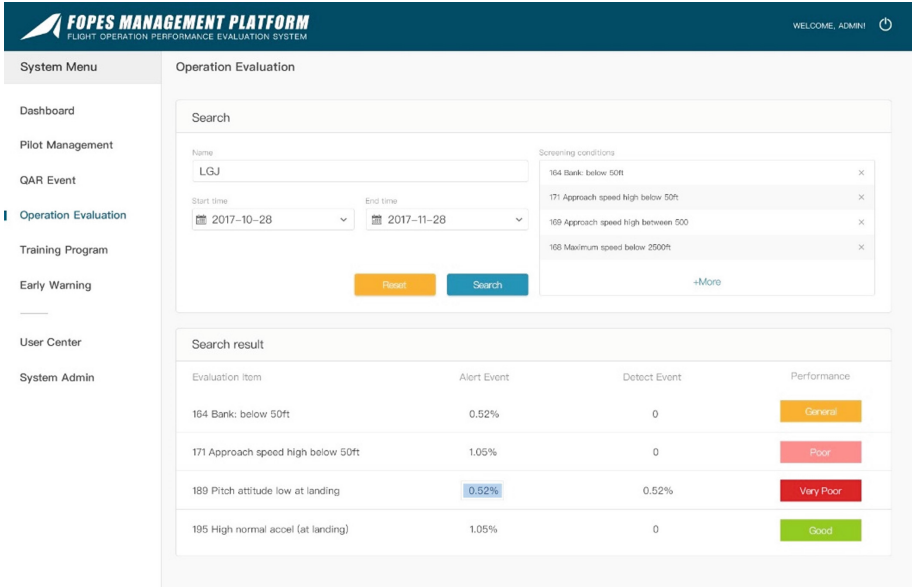 FOPES MANAGEMENT PLATFORM
FLIGHT OPERATION PERFORMANCE EVALUATION SYSTEM
WELCOME, ADMIN!
System Menu
Dashboard
Pilot Management
QAR Event
Operation Evaluation
Training Program
Early Warning
User Center
System Admin
Operation Evaluation
Search
Name
LGJ
Start time
End time
2017-10-28
2017-11-28
Reset
Search
Screening conditions
164 Bank: below 50ft
171 Approach speed high below 50ft
169 Approach speed high between 500
168 Maximum speed below 2500ft
+More
Search result
Evaluation Item Alert Event Detect Event Performance
164 Bank: below 50ft 0.52% 0 General
171 Approach speed high below 50ft 1.05% 0 Poor
189 Pitch attitude low at landing 0.52% 0.52% Very Poor
195 High normal accel (at landing) 1.05% 0 Good